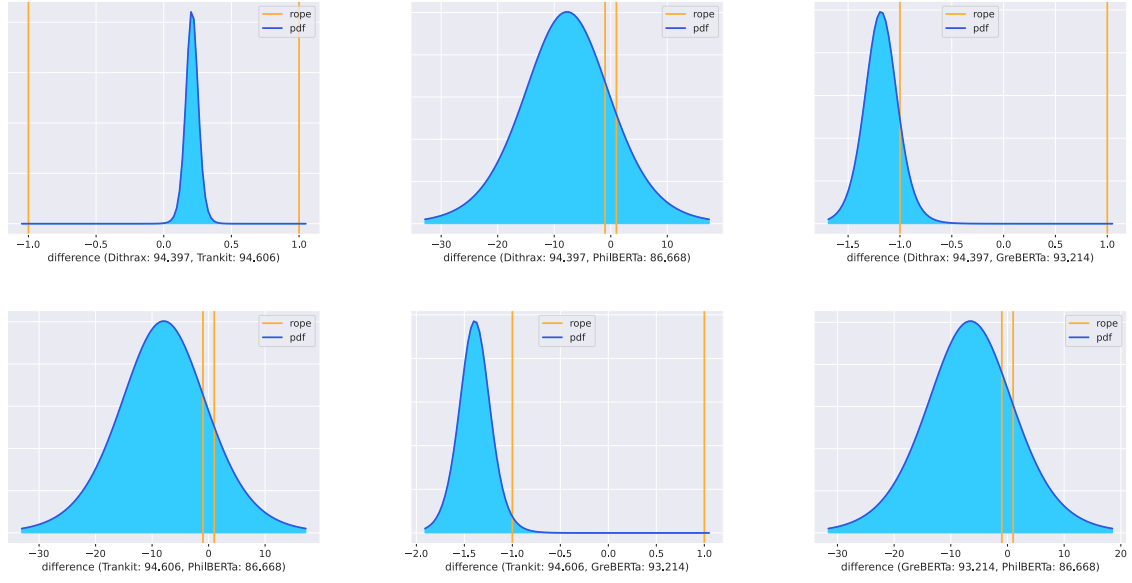 rope
pdf
−1.0 −0.5 0.0 0.5 1.0
difference (Dithrax: 94.397, Trankit: 94.606)
rope
pdf
−30 −20 −10 0 10
difference (Dithrax: 94.397, PhilBERTa: 86.668)
rope
pdf
−1.5 −1.0 −0.5 0.0 0.5 1.0
difference (Dithrax: 94.397, GreBERTa: 93.214)
rope
pdf
−30 −20 −10 0 10
difference (Trankit: 94.606, PhilBERTa: 86.668)
rope
pdf
−2.0 −1.5 −1.0 −0.5 0.0 0.5 1.0
difference (Trankit: 94.606, GreBERTa: 93.214)
rope
pdf
−30 −20 −10 0 10 20
difference (GreBERTa: 93.214, PhilBERTa: 86.668)